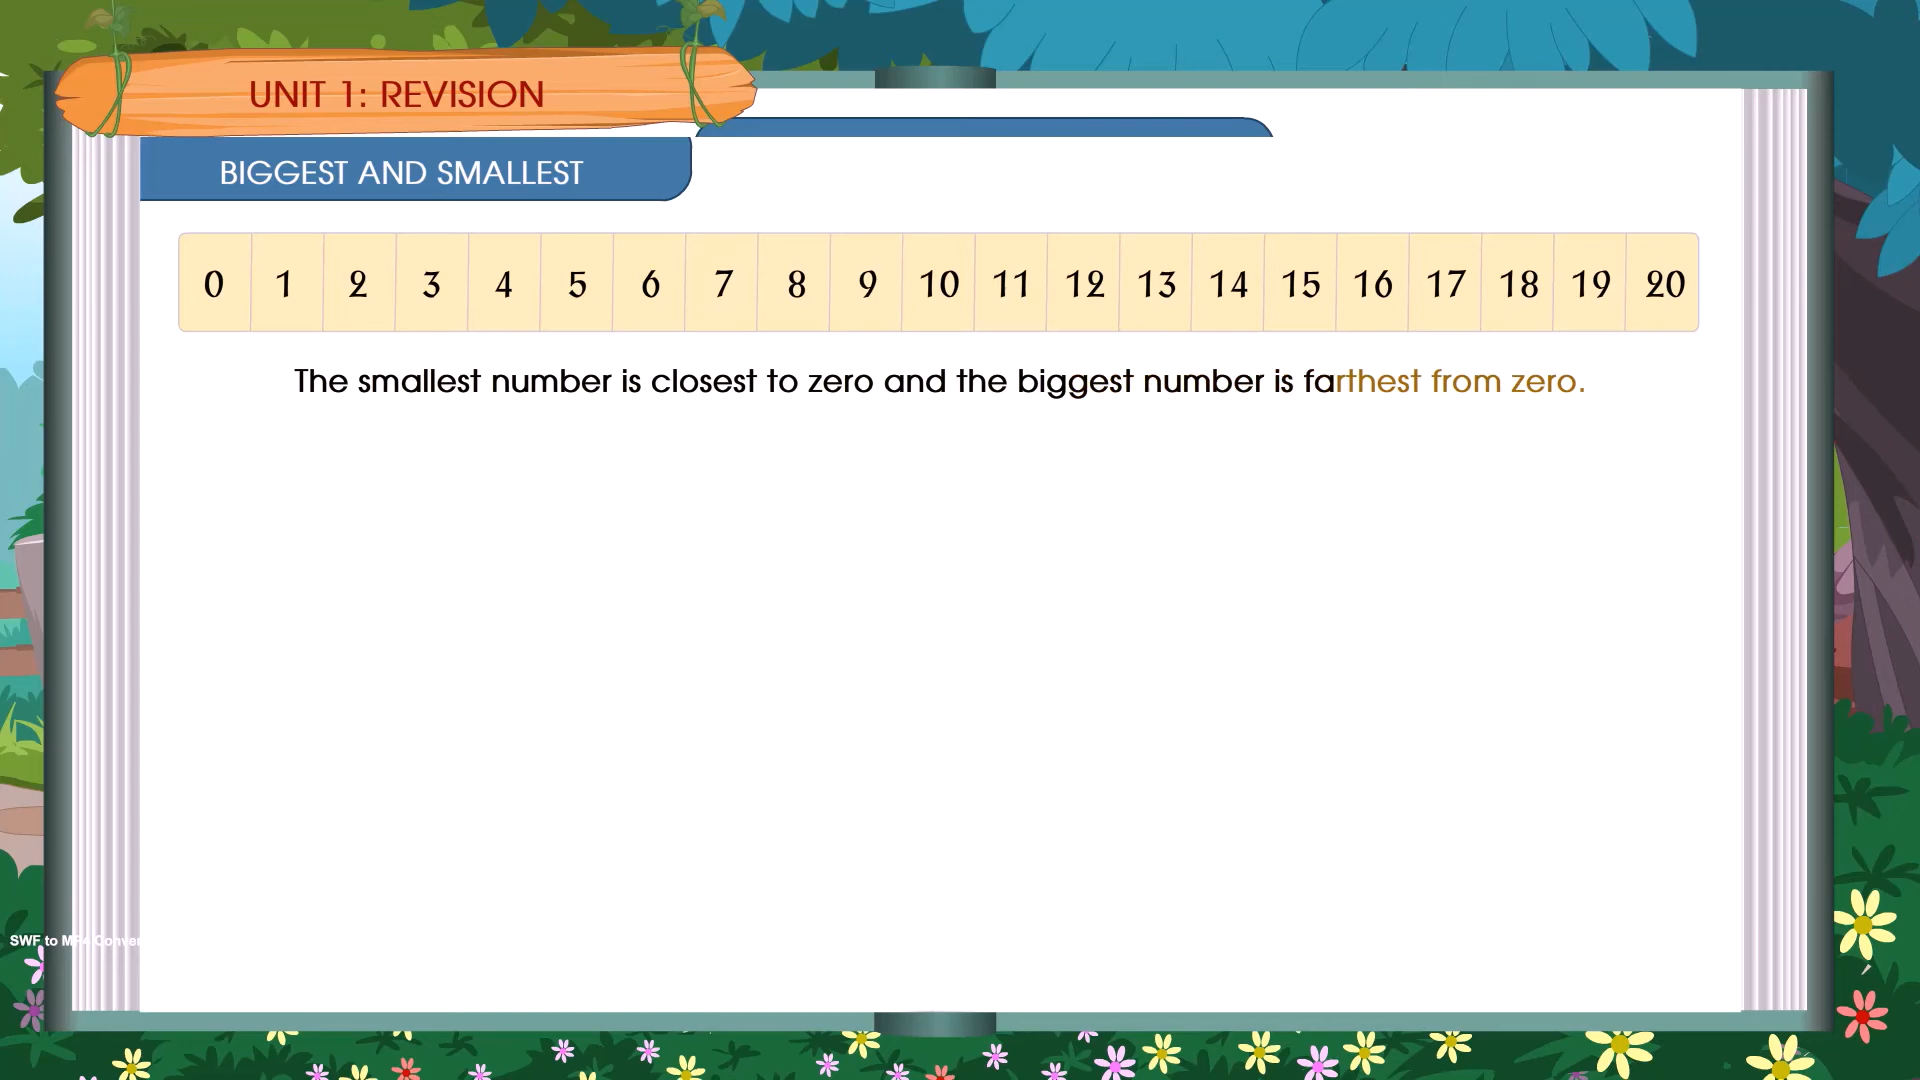 UNIT 1: REVISION
BIGGEST AND SMALLEST
0 1 2 3 4 5 6 7 8 9 10 11 12 13 14 15 16 17 18 19 20
The smallest number is closest to zero and the biggest number is farthest from zero.
SWF to MP4 Conver